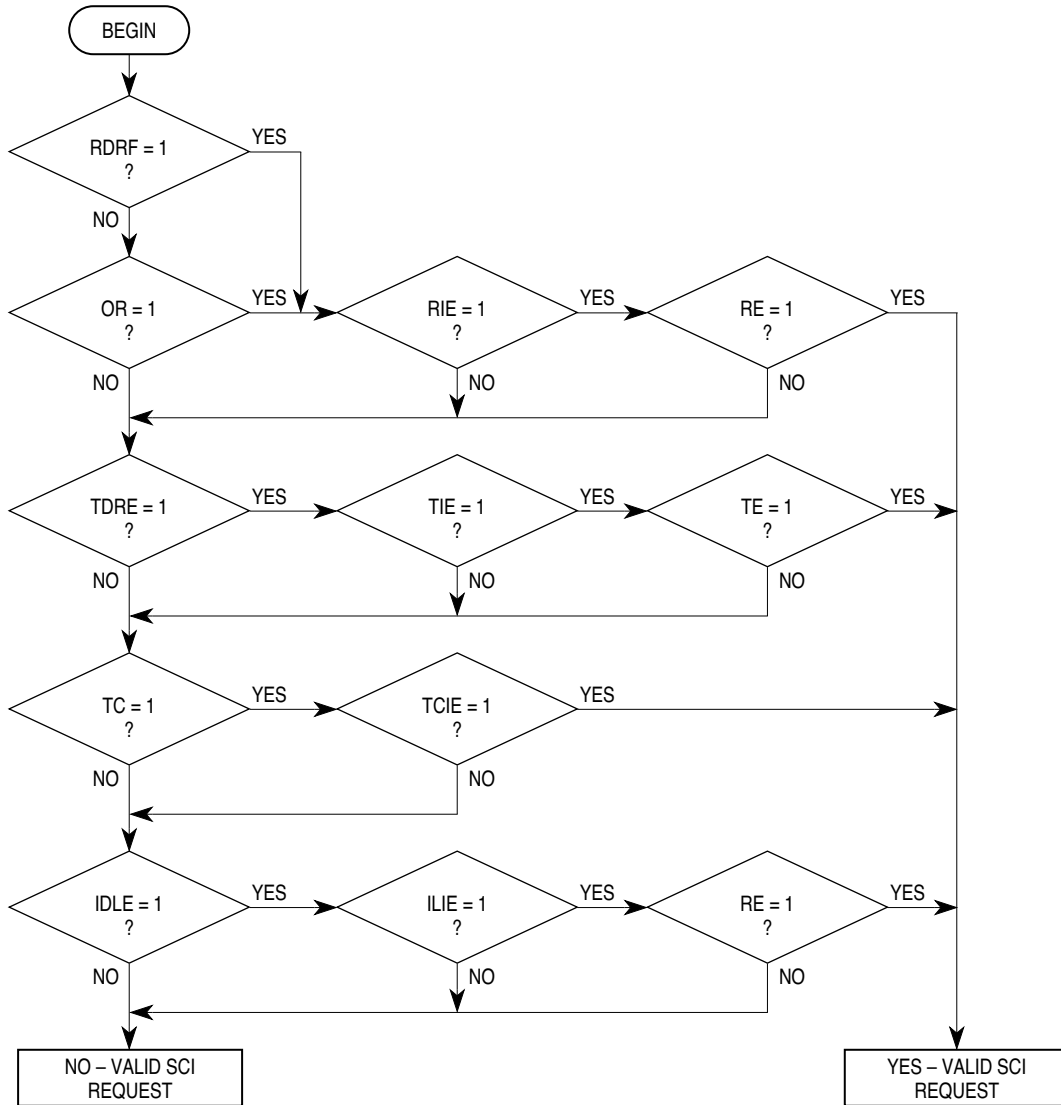 BEGIN
RDRF = 1
?
YES
NO
OR = 1
?
YES
NO
RIE = 1
?
YES
NO
RE = 1
?
YES
NO
TDRE = 1
?
YES
NO
TIE = 1
?
YES
NO
TE = 1
?
YES
NO
TC = 1
?
YES
NO
TCIE = 1
?
YES
NO
IDLE = 1
?
YES
NO
ILIE = 1
?
YES
NO
RE = 1
?
YES
NO
NO – VALID SCI
REQUEST
YES – VALID SCI
REQUEST